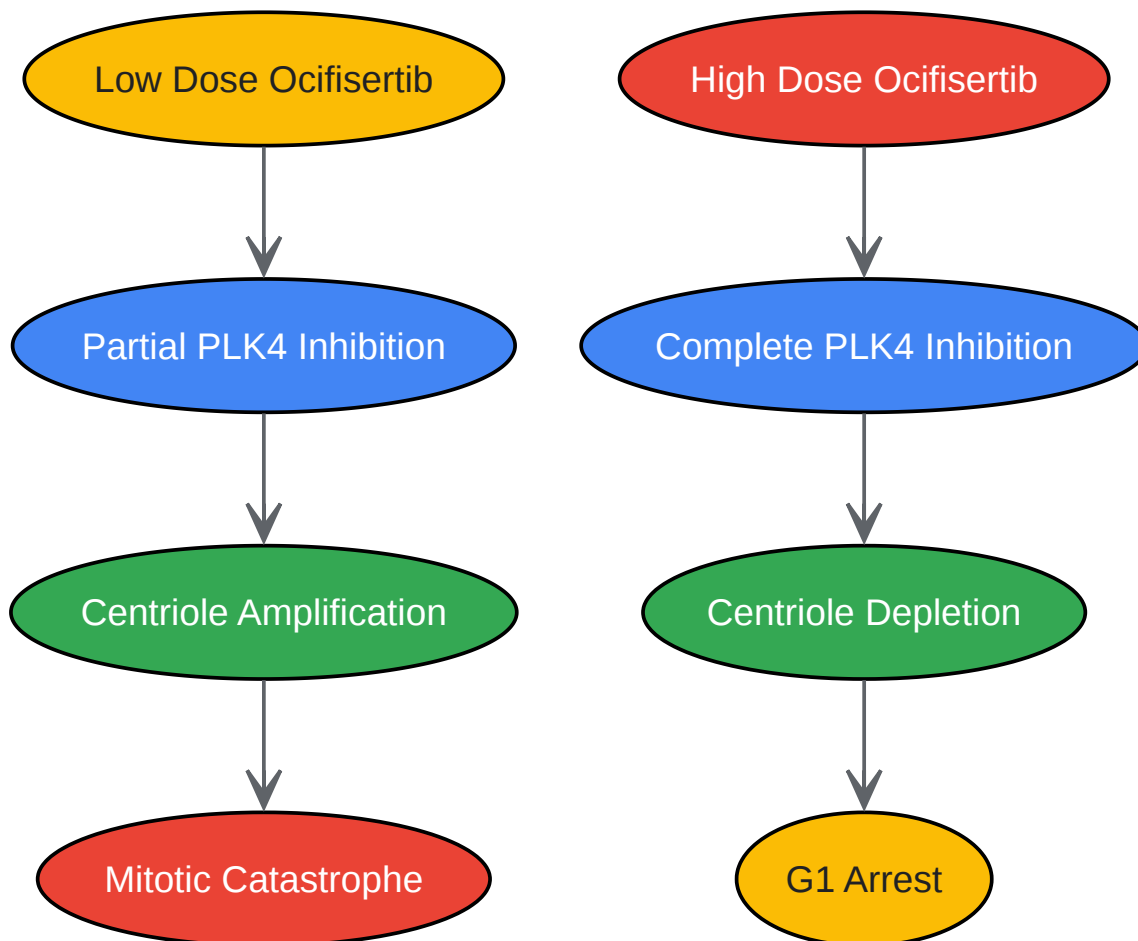 Low Dose Ocifisertib
High Dose Ocifisertib
Partial PLK4 Inhibition
Complete PLK4 Inhibition
Centriole Amplification
Centriole Depletion
Mitotic Catastrophe
G1 Arrest